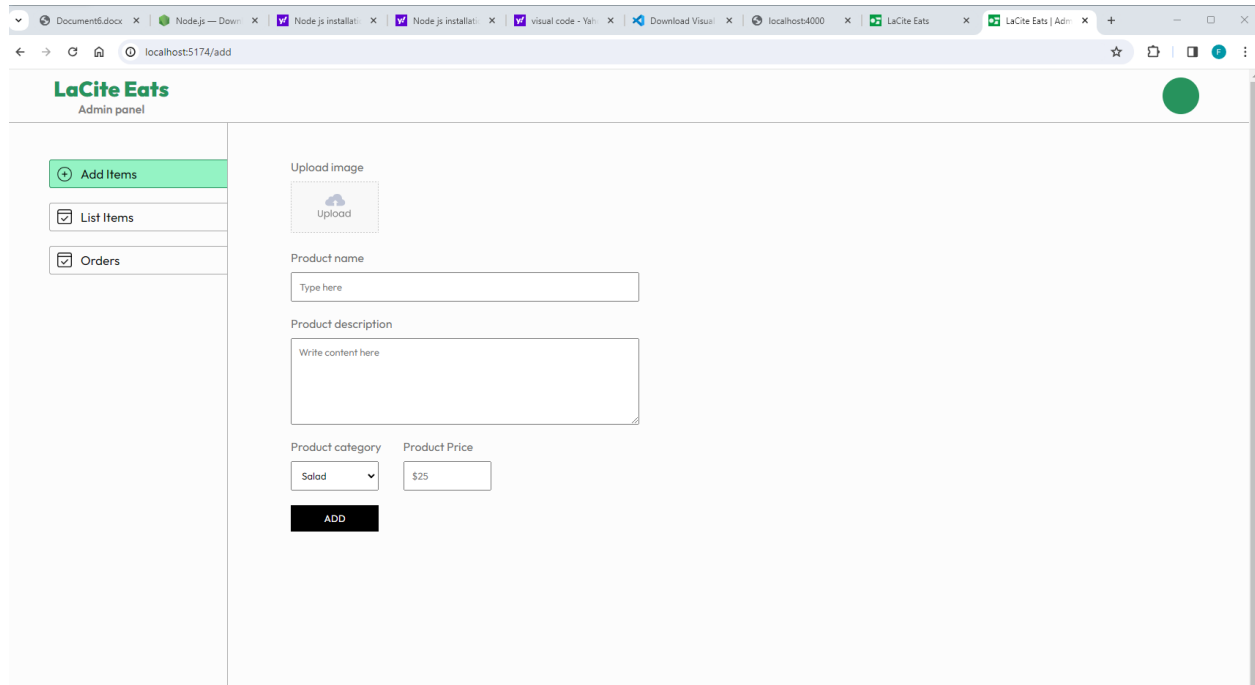 Document6.docx
Node.js — Down
Node js installati
Node js installati
visual code - Yah
Download Visual
localhost:4000
LaCite Eats
LaCite Eats | Adm
localhost:5174/add
F
LaCite Eats
Admin panel
Add Items
List Items
Orders
Upload image
Upload
Product name
Type here
Product description
Write content here
Product category Product Price
Salad $25
ADD